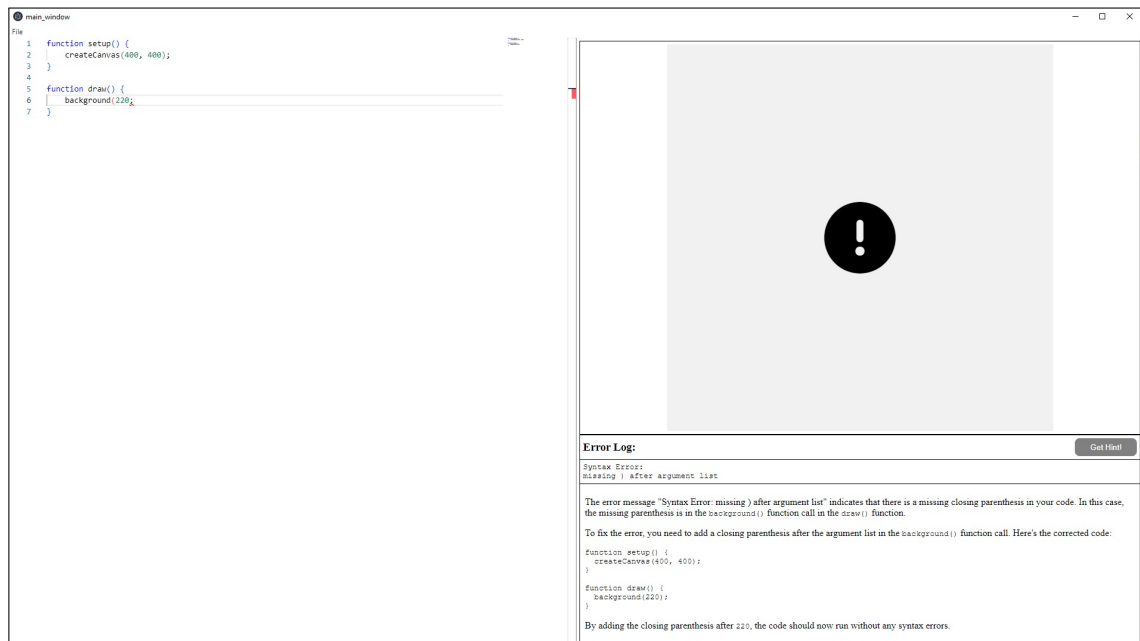 main_window
File
1 function setup() {
2 createCanvas(400, 400);
3 }
4
5 function draw() {
6 background(220;
7 }
Error Log:
Get Hint!
Syntax Error:
missing ) after argument list
The error message "Syntax Error: missing ) after argument list" indicates that there is a missing closing parenthesis in your code. In this case,
the missing parenthesis is in the background() function call in the draw() function.
To fix the error, you need to add a closing parenthesis after the argument list in the background() function call. Here's the corrected code:
function setup() {
createCanvas(400, 400);
}
function draw() {
background(220);
}
By adding the closing parenthesis after 220, the code should now run without any syntax errors.